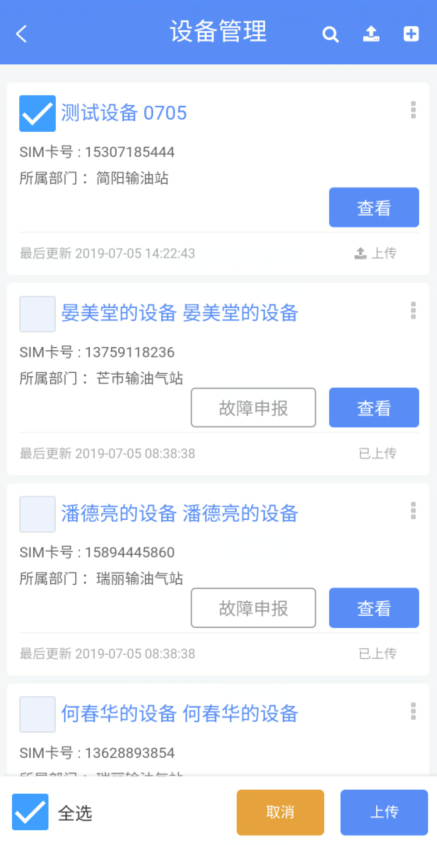 设备管理
测试设备 0705
SIM卡号 : 15307185444
所属部门 : 简阳输油站
查看
最后更新 2019-07-05 14:22:43
上传
晏美堂的设备 晏美堂的设备
SIM卡号 : 13759118236
所属部门 : 芒市输油气站
故障申报
查看
最后更新 2019-07-05 08:38:38
已上传
潘德亮的设备 潘德亮的设备
SIM卡号 : 15894445860
所属部门 : 瑞丽输油气站
故障申报
查看
最后更新 2019-07-05 08:38:38
已上传
何春华的设备 何春华的设备
SIM卡号 : 13628893854
所属部门 : 瑞丽输油气站
全选
取消
上传